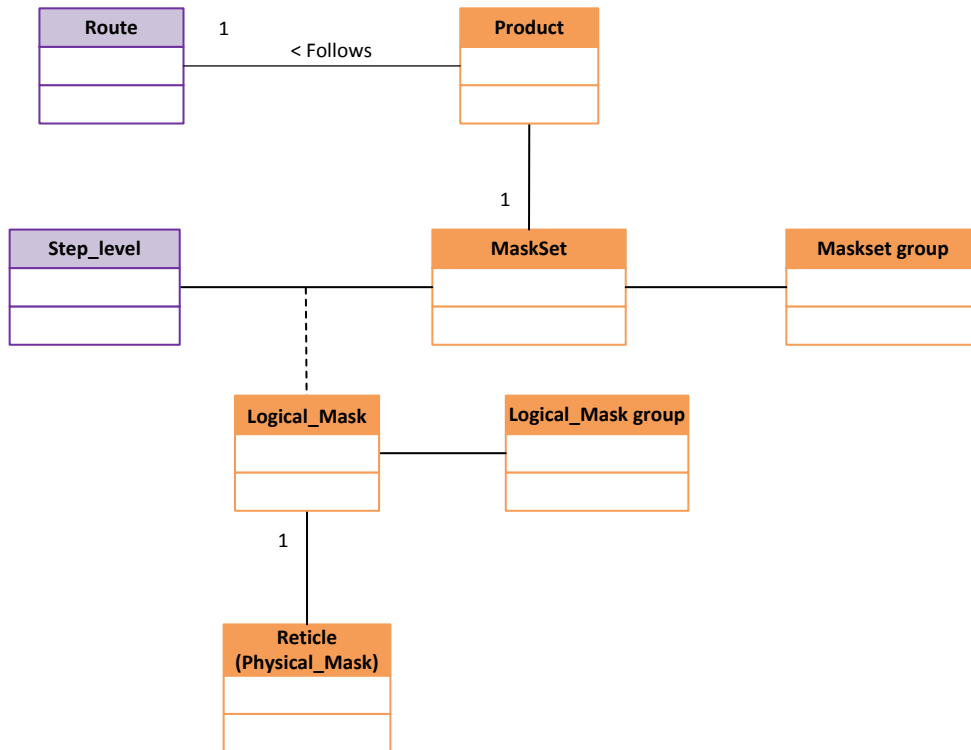 Route
1
Product
< Follows
1
Step_level
MaskSet
Maskset group
Logical_Mask
Logical_Mask group
1
Reticle
(Physical_Mask)